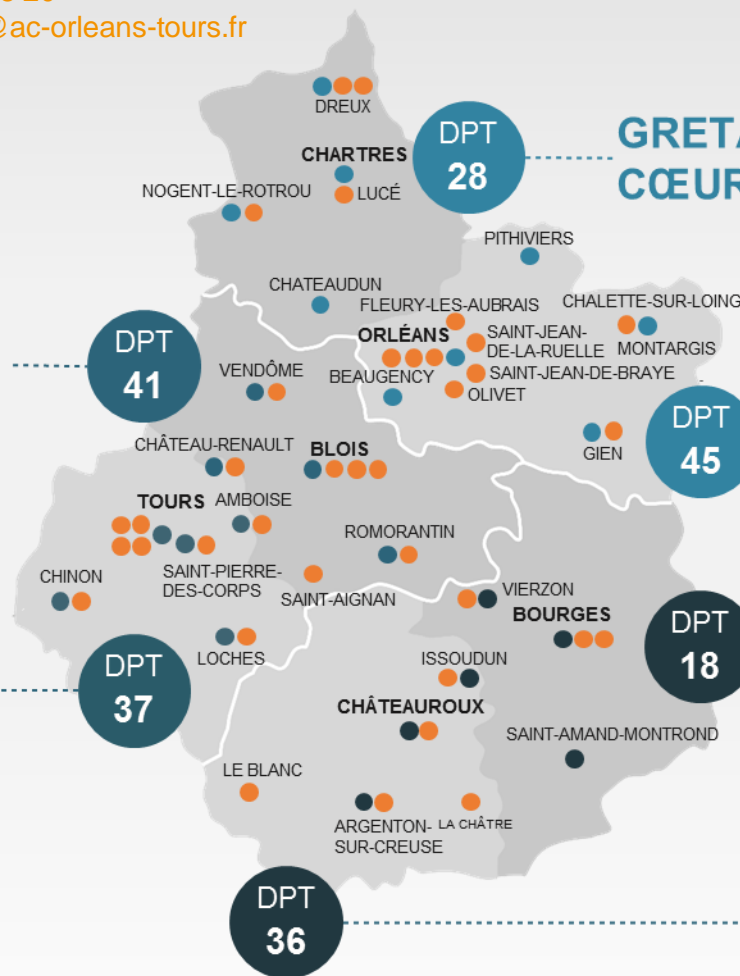 @ac-orleans-tours.fr
DREUX
DPT
28
GRETA
CŒUR
CHARTRES
LUCÉ
NOGENT-LE-ROTROU
PITHIVIERS
CHATEAUDUN
FLEURY-LES-AUBRAIS
CHALETTE-SUR-LOING
ORLÉANS
SAINT-JEAN-
DE-LA-RUELLE
MONTARGIS
DPT
41
VENDÔME
BEAUGENCY
SAINT-JEAN-DE-BRAYE
OLIVET
DPT
45
GIEN
CHÂTEAU-RENAULT
BLOIS
TOURS
AMBOISE
ROMORANTIN
CHINON
SAINT-PIERRE-
DES-CORPS
SAINT-AIGNAN
VIERZON
BOURGES
DPT
18
LOCHES
DPT
37
ISSOUDUN
CHÂTEAUROUX
SAINT-AMAND-MONTROND
LE BLANC
ARGENTON-
SUR-CREUSE
LA CHÂTRE
DPT
36